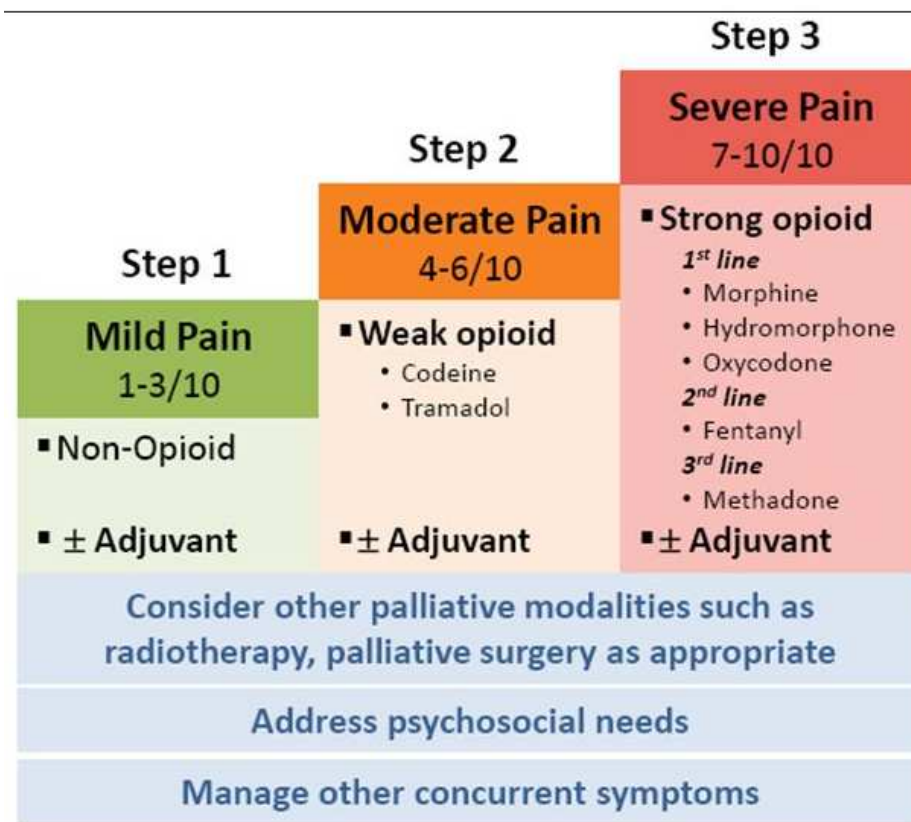 Step 1
Mild Pain
1-3/10
▪ Non-Opioid
▪ ± Adjuvant
Step 2
Moderate Pain
4-6/10
▪ Weak opioid
• Codeine
• Tramadol
▪ ± Adjuvant
Step 3
Severe Pain
7-10/10
▪ Strong opioid
1st line
• Morphine
• Hydromorphone
• Oxycodone
2nd line
• Fentanyl
3rd line
• Methadone
▪ ± Adjuvant
Consider other palliative modalities such as
radiotherapy, palliative surgery as appropriate
Address psychosocial needs
Manage other concurrent symptoms